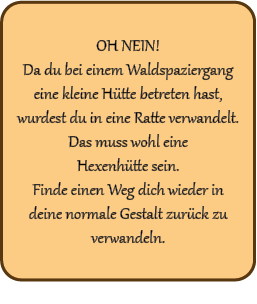 OH NEIN!
Da du bei einem Waldspaziergang
eine kleine Hütte betreten hast,
wurdest du in eine Ratte verwandelt.
Das muss wohl eine
Hexenhütte sein.
Finde einen Weg dich wieder in
deine normale Gestalt zurück zu
verwandeln.